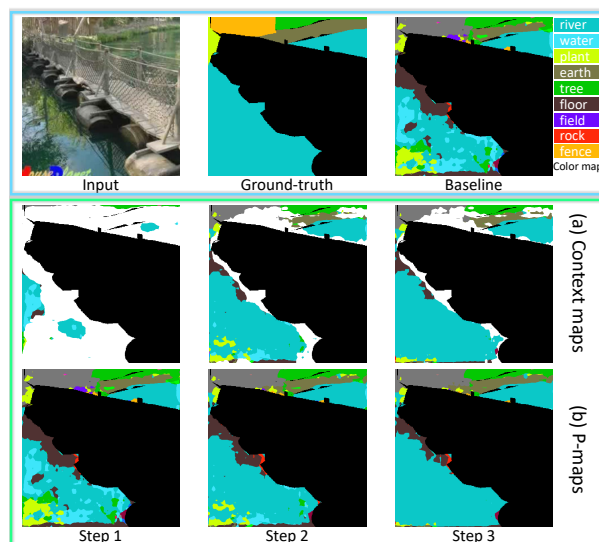 river
water
plant
earth
tree
floor
field
rock
fence
Color map
Input
Ground-truth
Baseline
(a) Context maps
(b) P-maps
Step 1
Step 2
Step 3